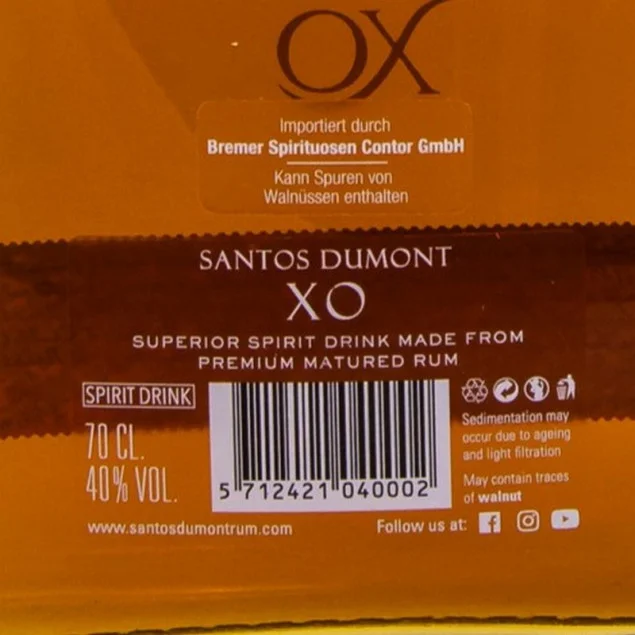 OX
Importiert durch
Bremer Spirituosen Contor GmbH
Kann Spuren von
Walnüssen enthalten
SANTOS DUMONT
XO
SUPERIOR SPIRIT DRINK MADE FROM
PREMIUM MATURED RUM
SPIRIT DRINK
70 CL.
40% VOL.
5 712421 040002
Sedimentation may
occur due to ageing
and light filtration
May contain traces
of walnut
www.santosdumontrum.com
Follow us at: